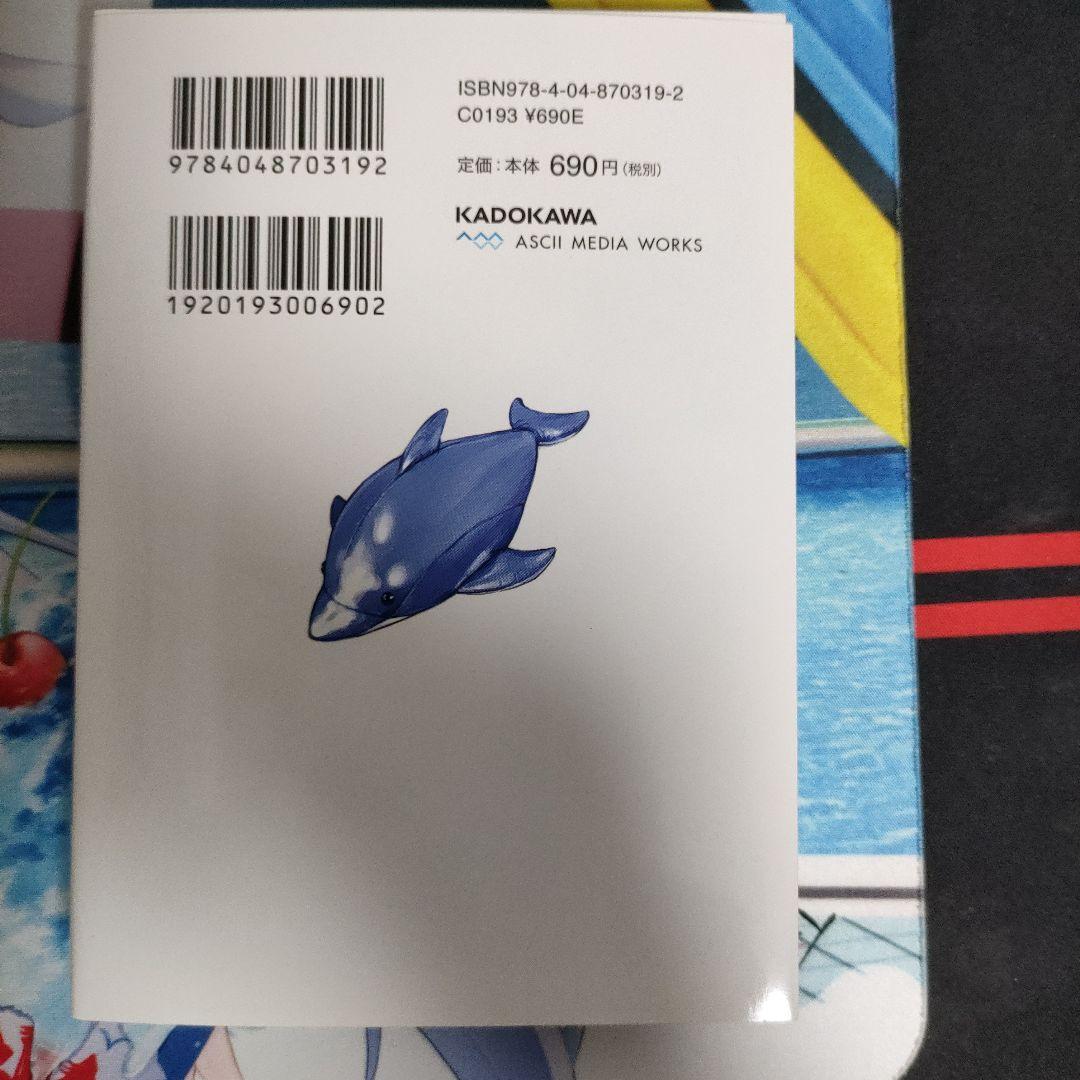 9784048703192
1920193006902
ISBN978-4-04-870319-2
C0193 ¥690E
定価:本体 690円(税別)
KADOKAWA
ASCII MEDIA WORKS